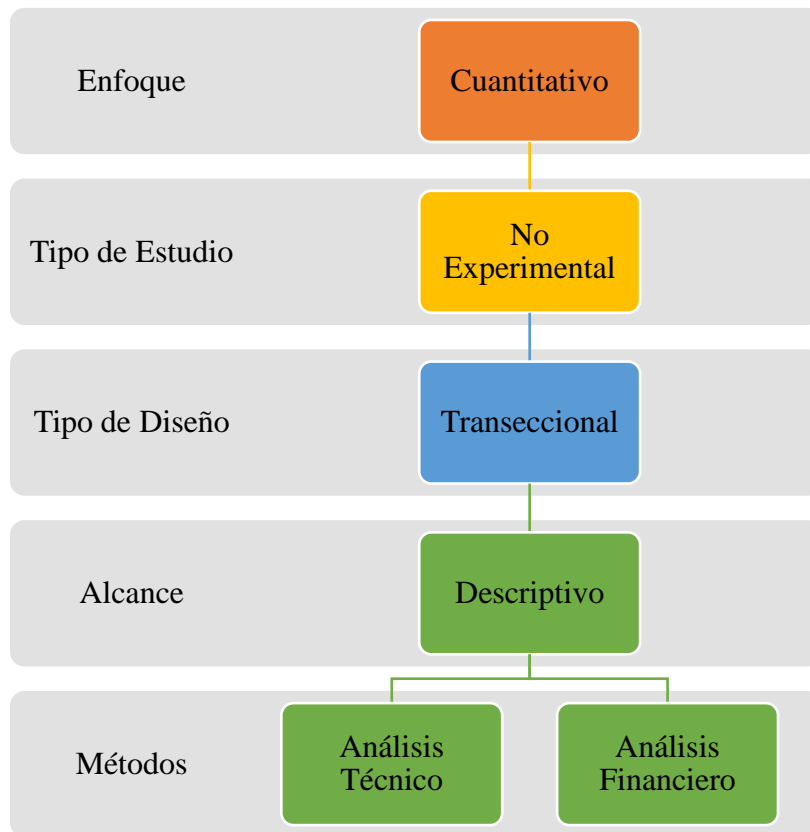 Enfoque
Cuantitativo
Tipo de Estudio
No
Experimental
Tipo de Diseño
Transeccional
Alcance
Descriptivo
Métodos
Análisis
Técnico
Análisis
Financiero